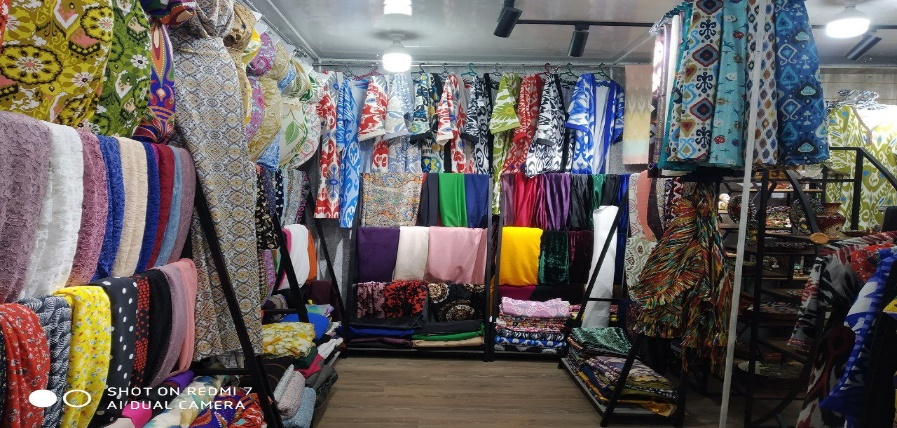 SHOT ON REDMI 7
AI DUAL CAMERA